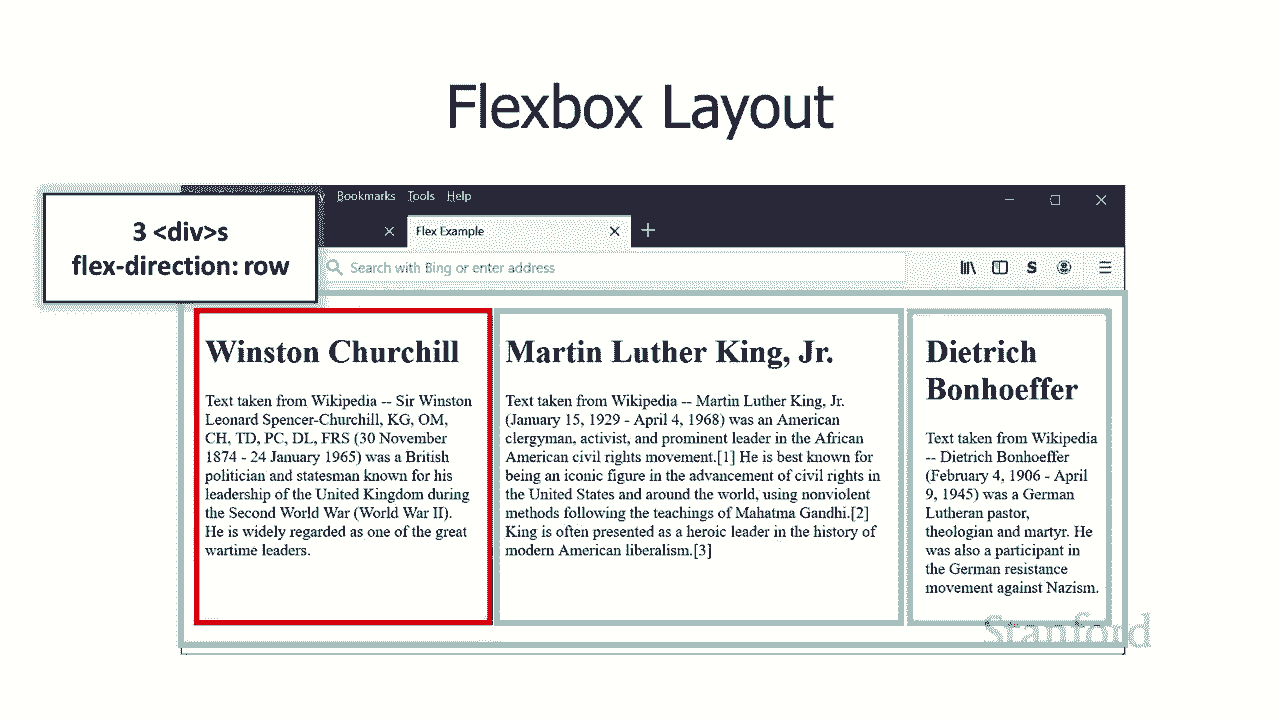 Flexbox Layout
3 <div>s
flex-direction: row
Bookmarks Tools Help
Flex Example
Search with Bing or enter address
S
Winston Churchill
Text taken from Wikipedia -- Sir Winston
Leonard Spencer-Churchill, KG, OM,
CH, TD, PC, DL, FRS (30 November
1874 - 24 January 1965) was a British
politician and statesman known for his
leadership of the United Kingdom during
the Second World War (World War II).
He is widely regarded as one of the great
wartime leaders.
Martin Luther King, Jr.
Text taken from Wikipedia -- Martin Luther King, Jr.
(January 15, 1929 - April 4, 1968) was an American
clergyman, activist, and prominent leader in the African
American civil rights movement.[1] He is best known for
being an iconic figure in the advancement of civil rights in
the United States and around the world, using nonviolent
methods following the teachings of Mahatma Gandhi.[2]
King is often presented as a heroic leader in the history of
modern American liberalism.[3]
Dietrich
Bonhoeffer
Text taken from Wikipedia
-- Dietrich Bonhoeffer
(February 4, 1906 - April
9, 1945) was a German
Lutheran pastor,
theologian and martyr. He
was also a participant in
the German resistance
movement against Nazism.
Stanford